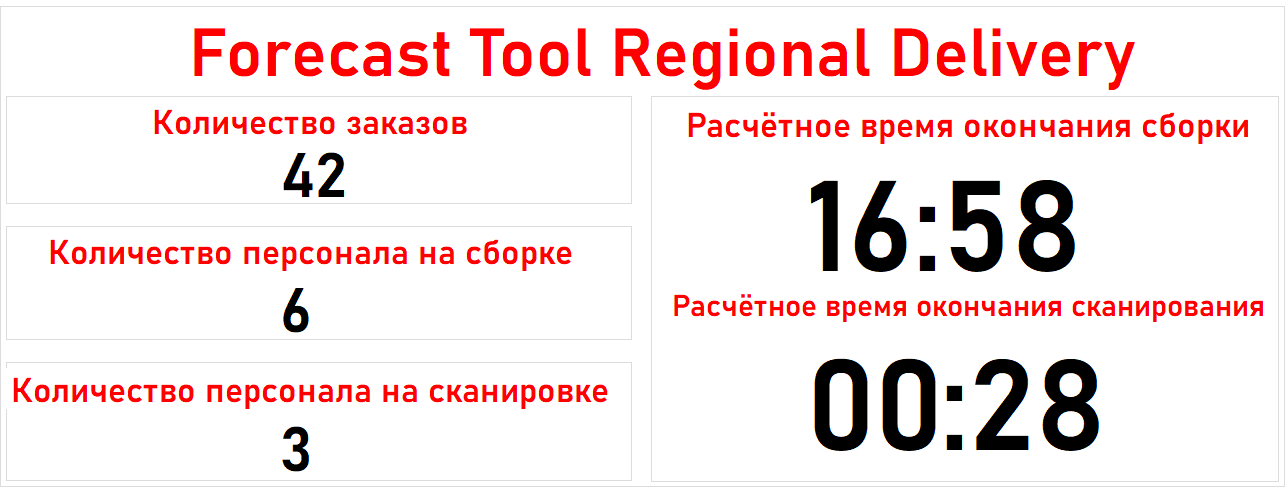 Forecast Tool Regional Delivery
Количество заказов
42
Количество персонала на сборке
6
Количество персонала на сканировке
3
Расчётное время окончания сборки
16:58
Расчётное время окончания сканирования
00:28